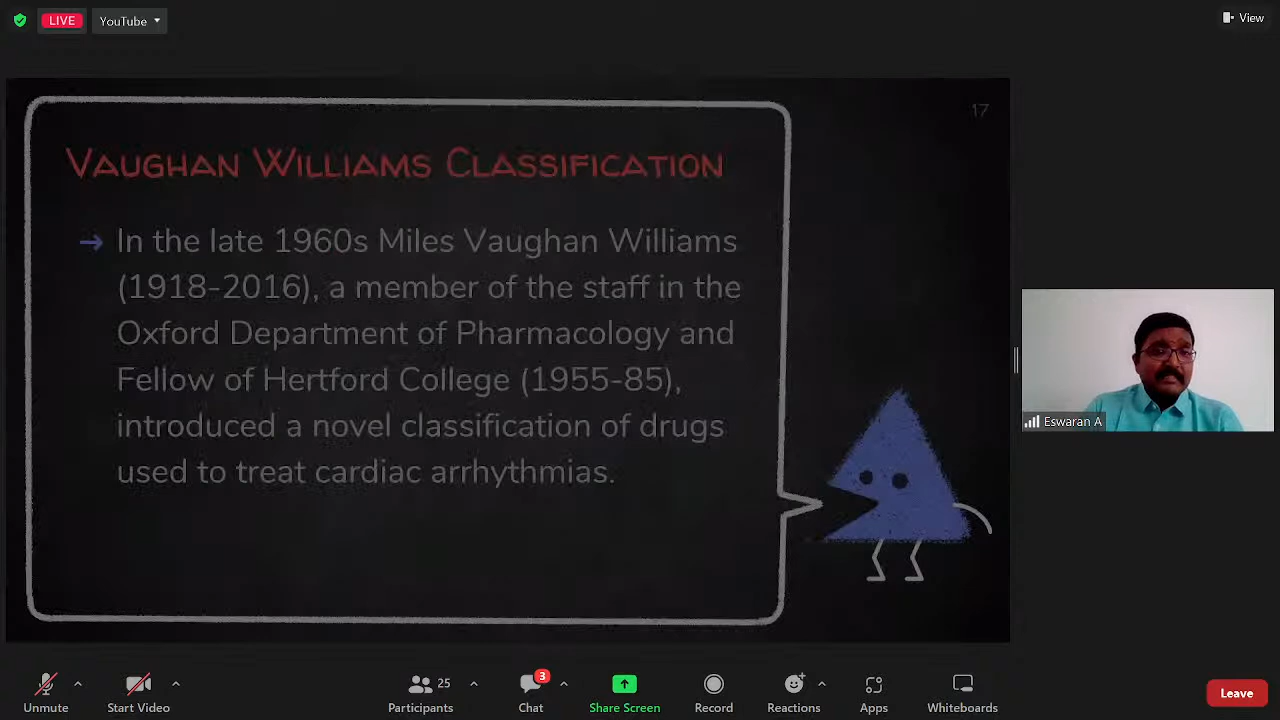 LIVE
YouTube
View
17
VAUGHAN WILLIAMS CLASSIFICATION
→ In the late 1960s Miles Vaughan Williams
(1918-2016), a member of the staff in the
Oxford Department of Pharmacology and
Fellow of Hertford College (1955-85),
introduced a novel classification of drugs
used to treat cardiac arrhythmias.
Eswaran A
Unmute
Start Video
25
Participants
3
Chat
Share Screen
Record
Reactions
Apps
Whiteboards
Leave